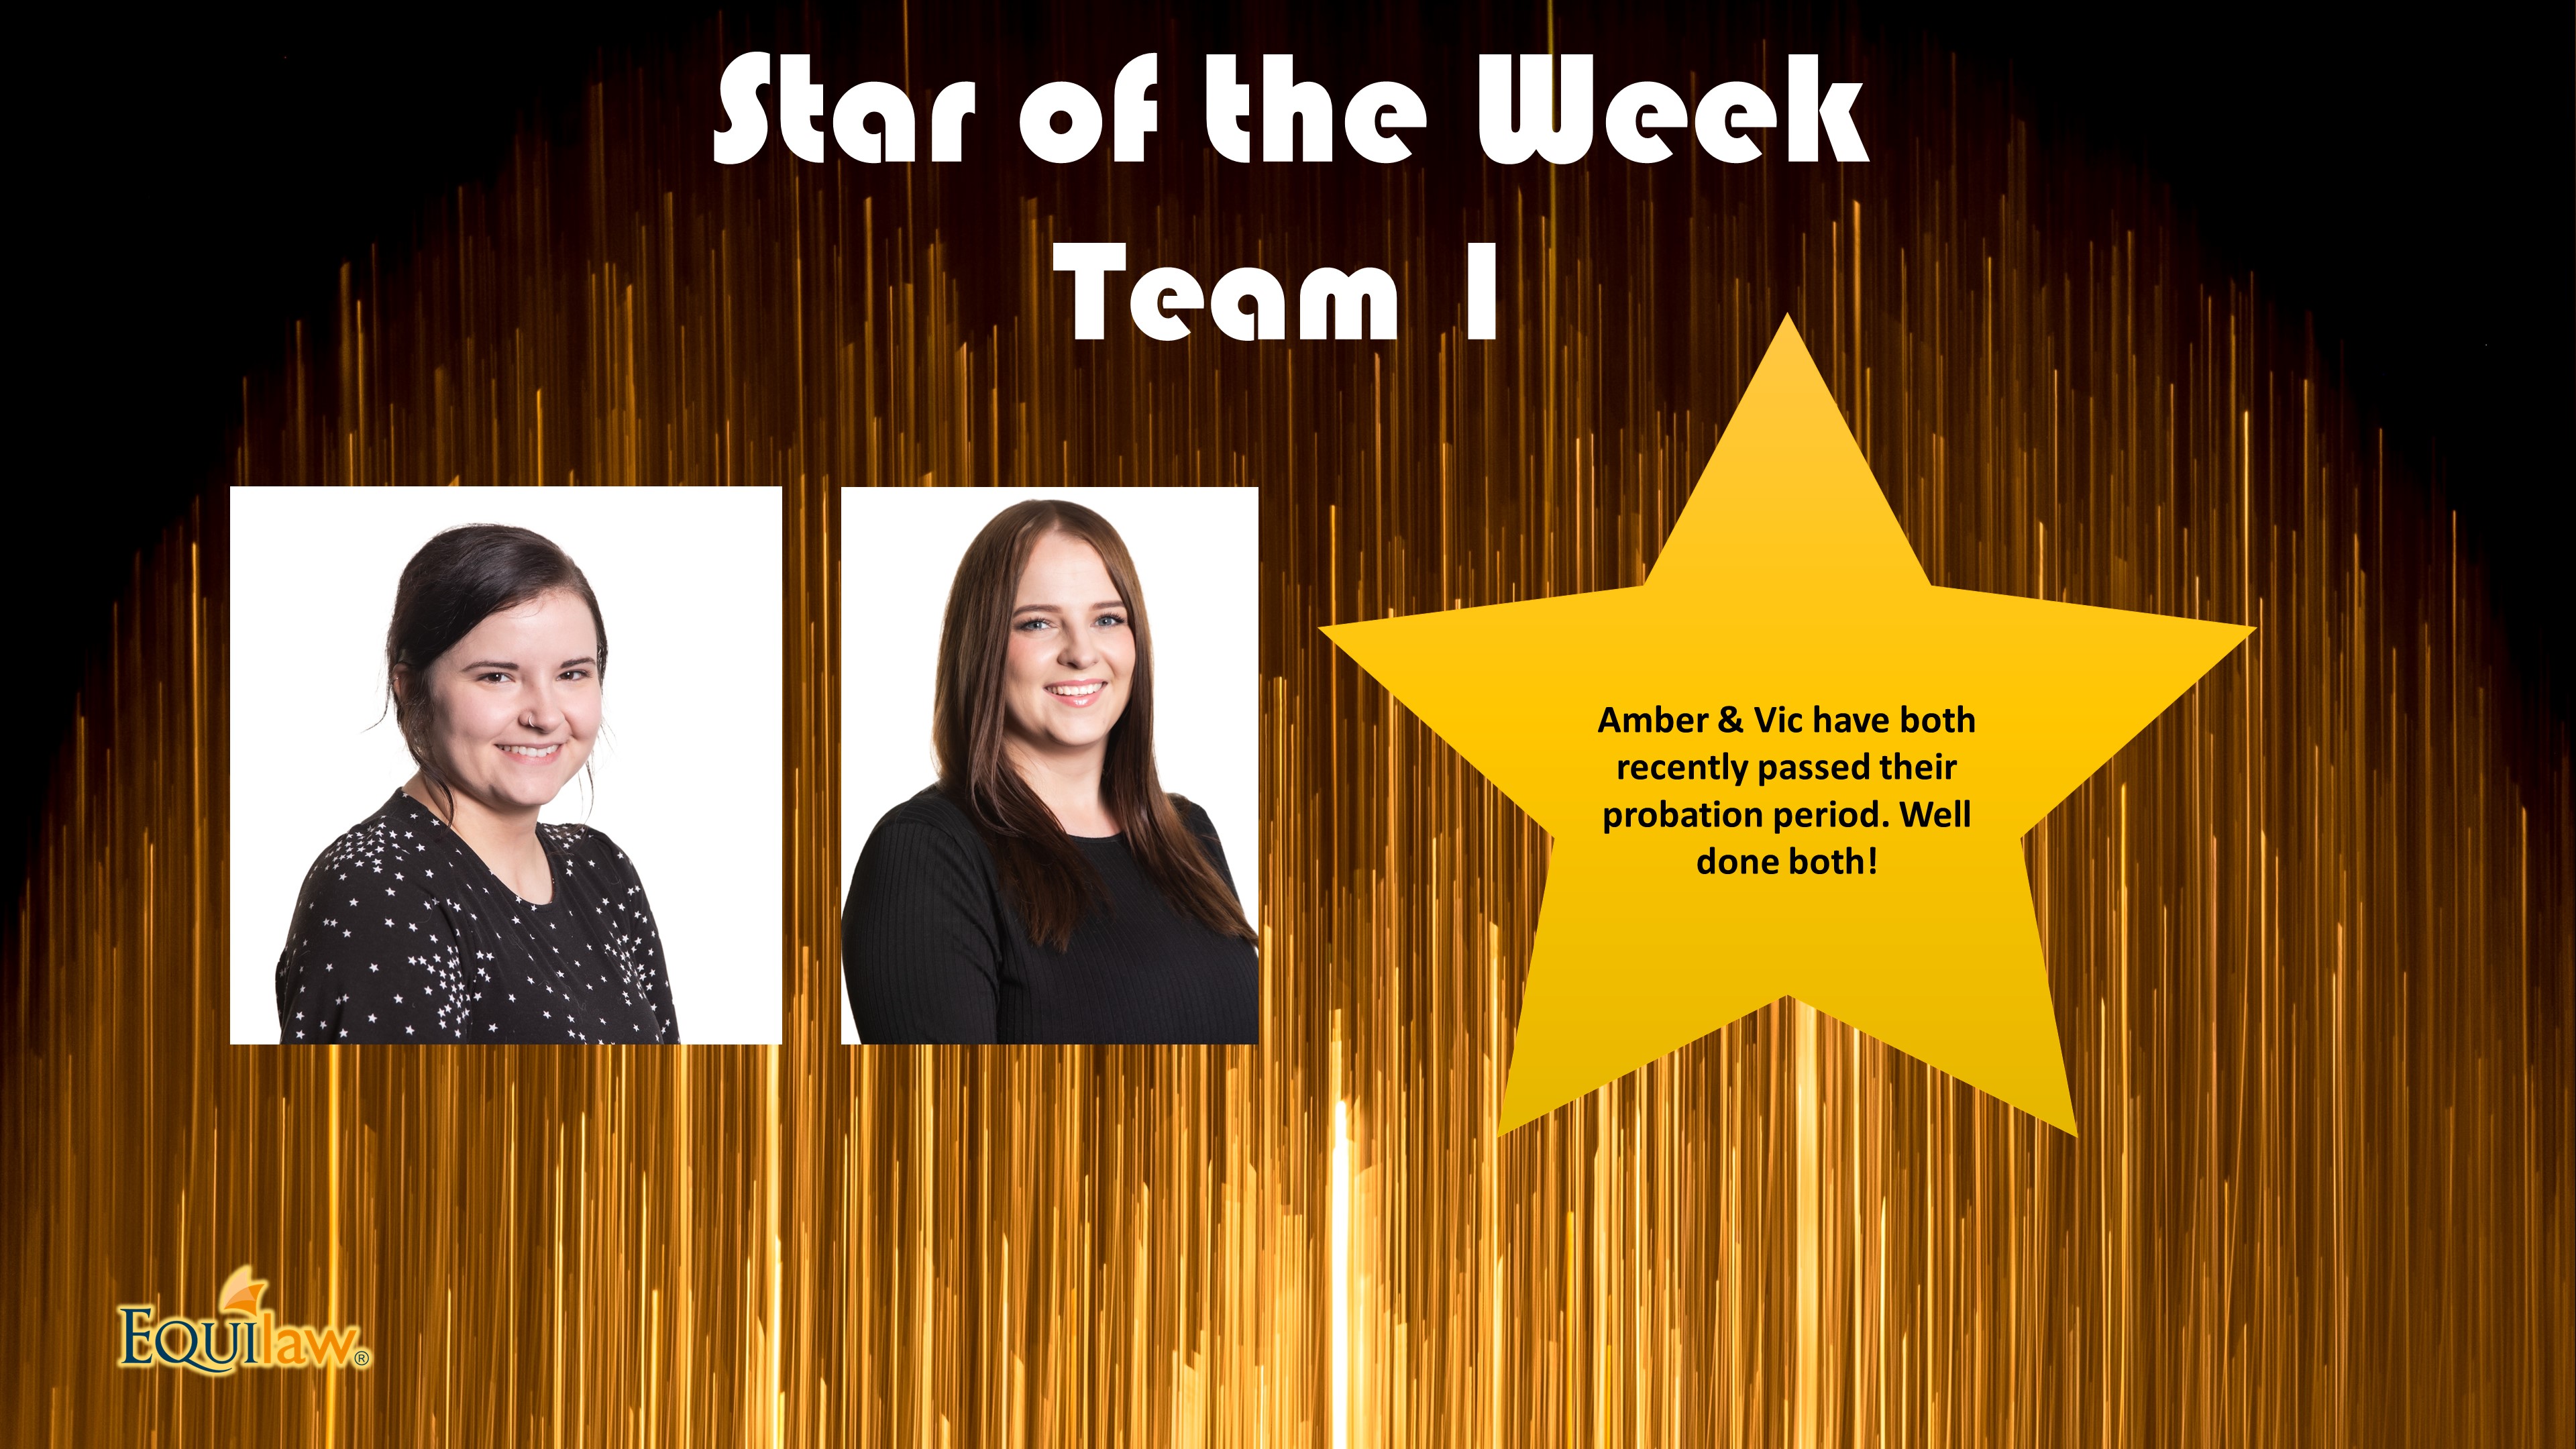 Star of the Week
Team 1
Amber & Vic have both
recently passed their
probation period. Well
done both!
EQUIlaw®